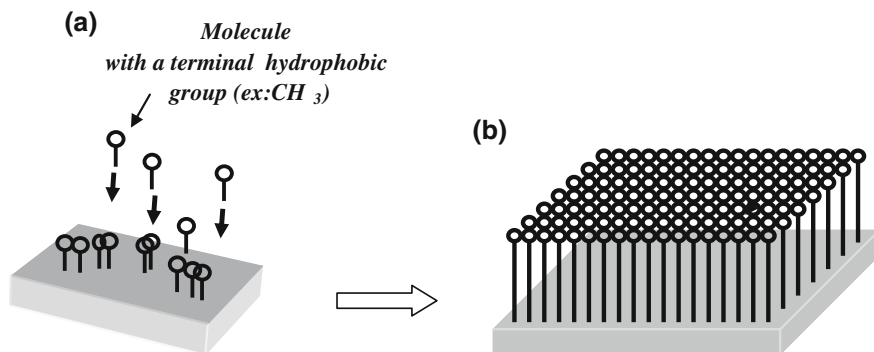 (a)
Molecule
with a terminal hydrophobic
group (ex:CH 3)
(b)